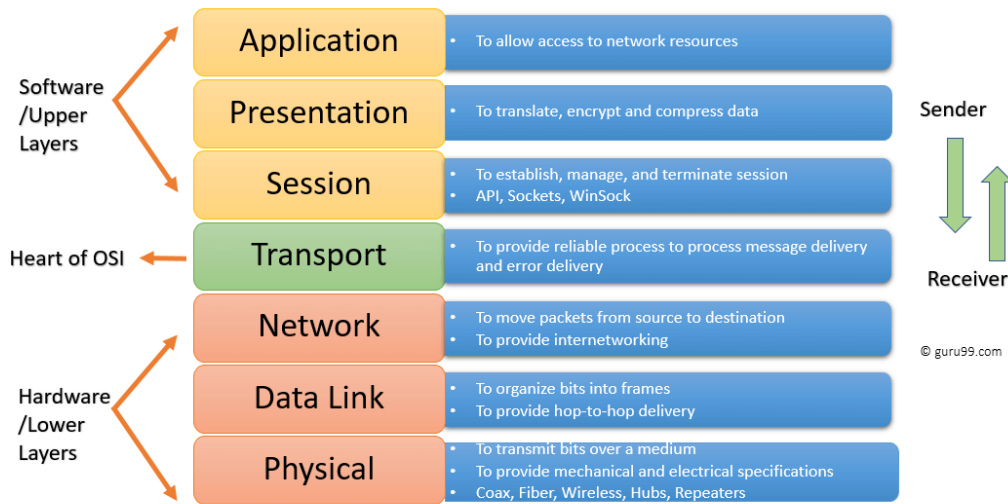 Application
• To allow access to network resources
Software
/Upper
Layers
Presentation
• To translate, encrypt and compress data
Session
• To establish, manage, and terminate session
• API, Sockets, WinSock
Heart of OSI
Transport
• To provide reliable process to process message delivery
and error delivery
Network
• To move packets from source to destination
• To provide internetworking
Hardware
/Lower
Layers
Data Link
• To organize bits into frames
• To provide hop-to-hop delivery
Physical
• To transmit bits over a medium
• To provide mechanical and electrical specifications
• Coax, Fiber, Wireless, Hubs, Repeaters
Sender
Receiver
© guru99.com